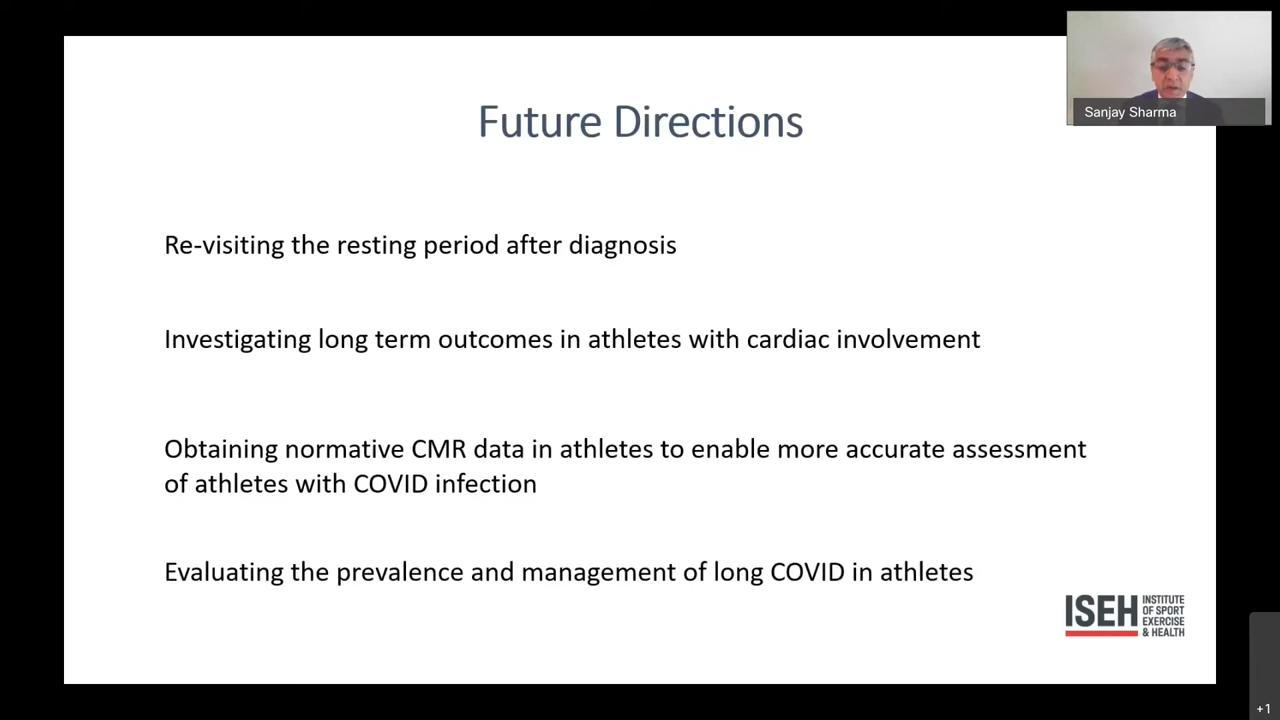 Sanjay Sharma
Future Directions
Re-visiting the resting period after diagnosis
Investigating long term outcomes in athletes with cardiac involvement
Obtaining normative CMR data in athletes to enable more accurate assessment
of athletes with COVID infection
Evaluating the prevalence and management of long COVID in athletes
ISEH
INSTITUTE
OF SPORT
EXERCISE
& HEALTH
+1